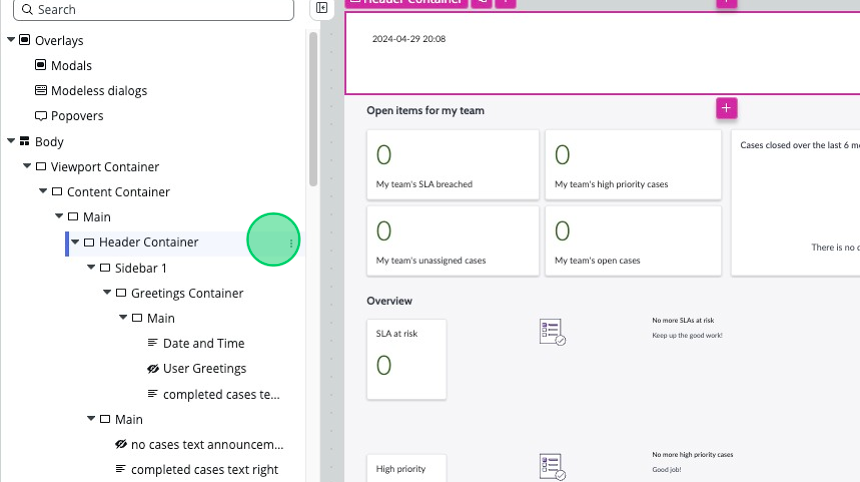 Search
Overlays
Modals
Modeless dialogs
Popovers
Body
Viewport Container
Content Container
Main
Header Container
Sidebar 1
Greetings Container
Main
Date and Time
User Greetings
completed cases te...
Main
no cases text announcem...
completed cases text right
Header Container
2024-04-29 20:08
Open items for my team
0
My team's SLA breached
0
My team's high priority cases
Cases closed over the last 6 m
0
My team's unassigned cases
0
My team's open cases
There is no
Overview
SLA at risk
0
No more SLAs at risk
Keep up the good work!
High priority
No more high priority cases
Good job!